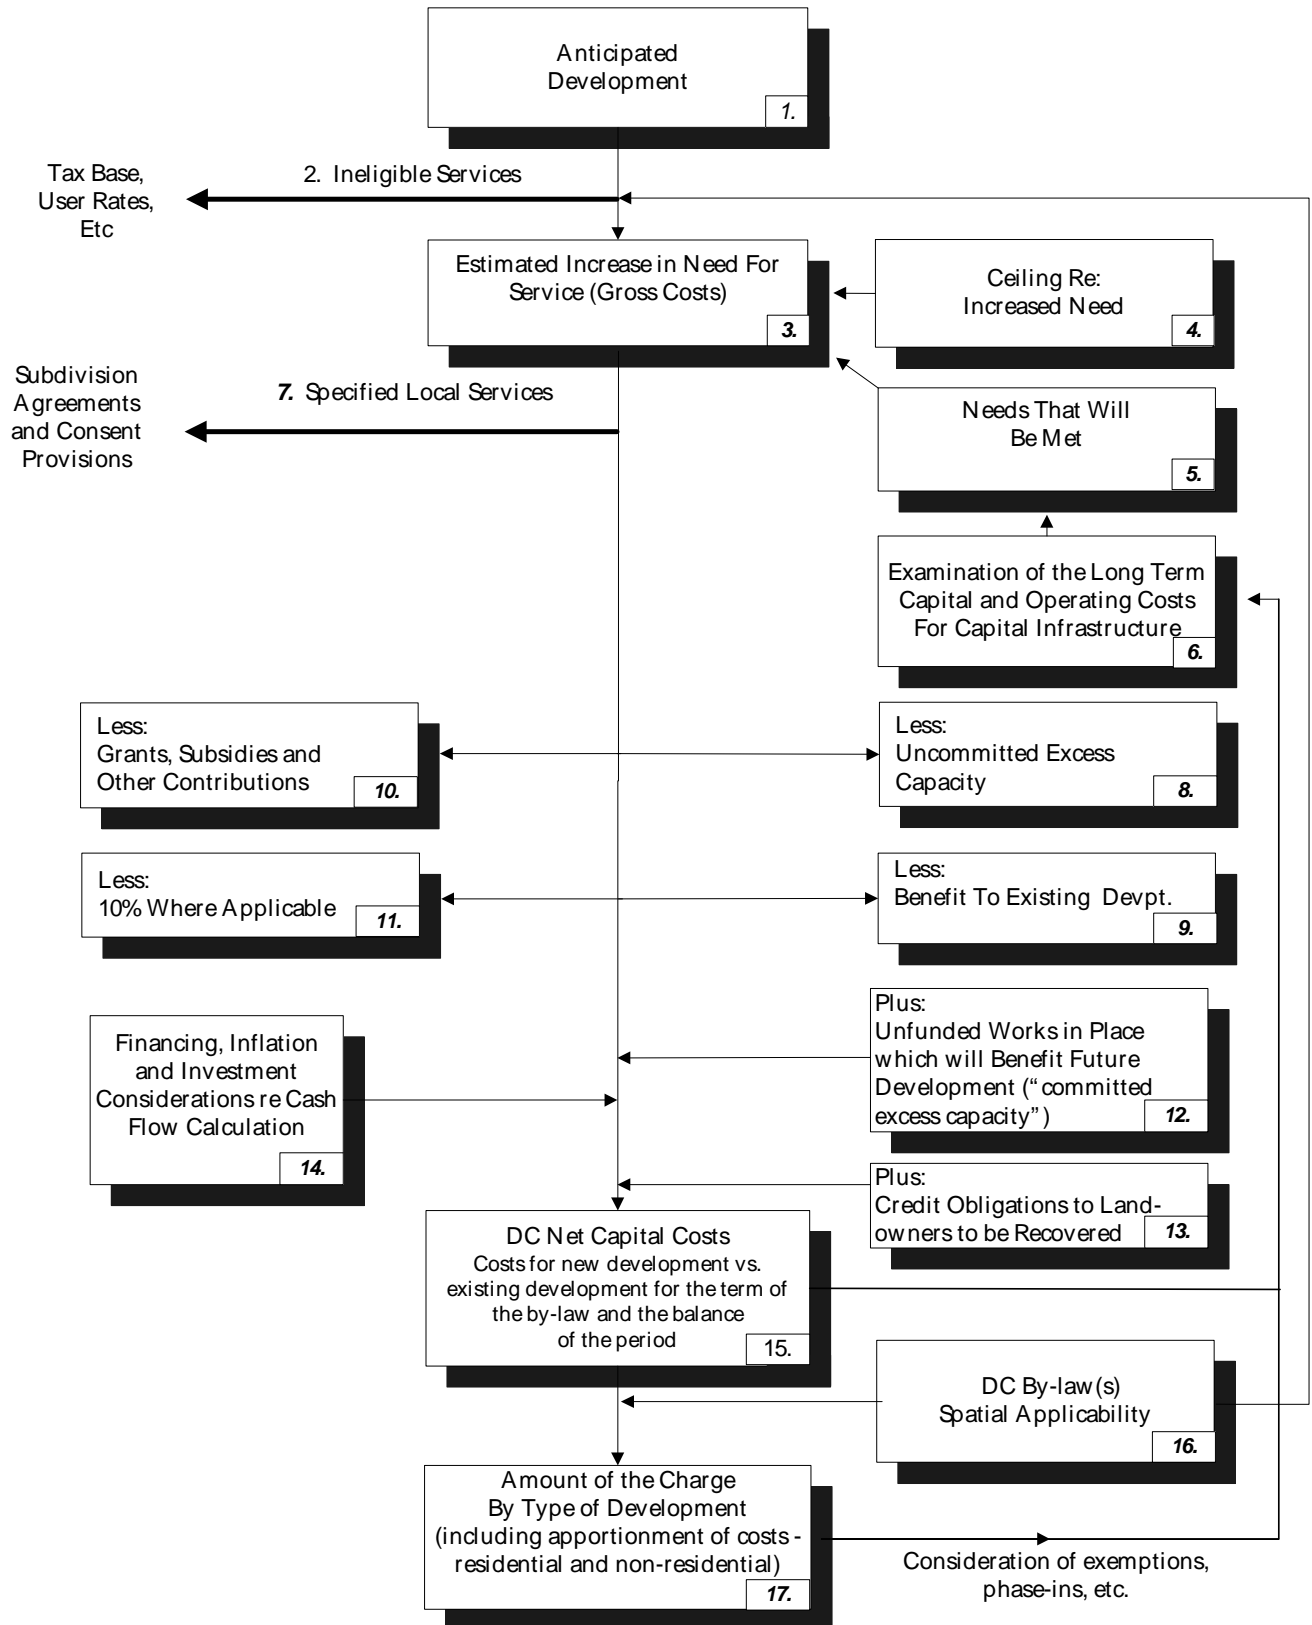 Anticipated
Development
1.
Tax Base,
User Rates,
Etc
2. Ineligible Services
Estimated Increase in Need For
Service (Gross Costs)
3.
Ceiling Re:
Increased Need
4.
Subdivision
Agreements
and Consent
Provisions
7. Specified Local Services
Needs That Will
Be Met
5.
Examination of the Long Term
Capital and Operating Costs
For Capital Infrastructure
6.
Less:
Grants, Subsidies and
Other Contributions
10.
Less:
Uncommitted Excess
Capacity
8.
Less:
10% Where Applicable
11.
Less:
Benefit To Existing Devpt.
9.
Financing, Inflation
and Investment
Considerations re Cash
Flow Calculation
14.
Plus:
Unfunded Works in Place
which will Benefit Future
Development (“committed
excess capacity”)
12.
Plus:
Credit Obligations to Land-
owners to be Recovered
13.
DC Net Capital Costs
Costs for new development vs.
existing development for the term of
the by-law and the balance
of the period
15.
DC By-law(s)
Spatial Applicability
16.
Amount of the Charge
By Type of Development
(including apportionment of costs -
residential and non-residential)
17.
Consideration of exemptions,
phase-ins, etc.